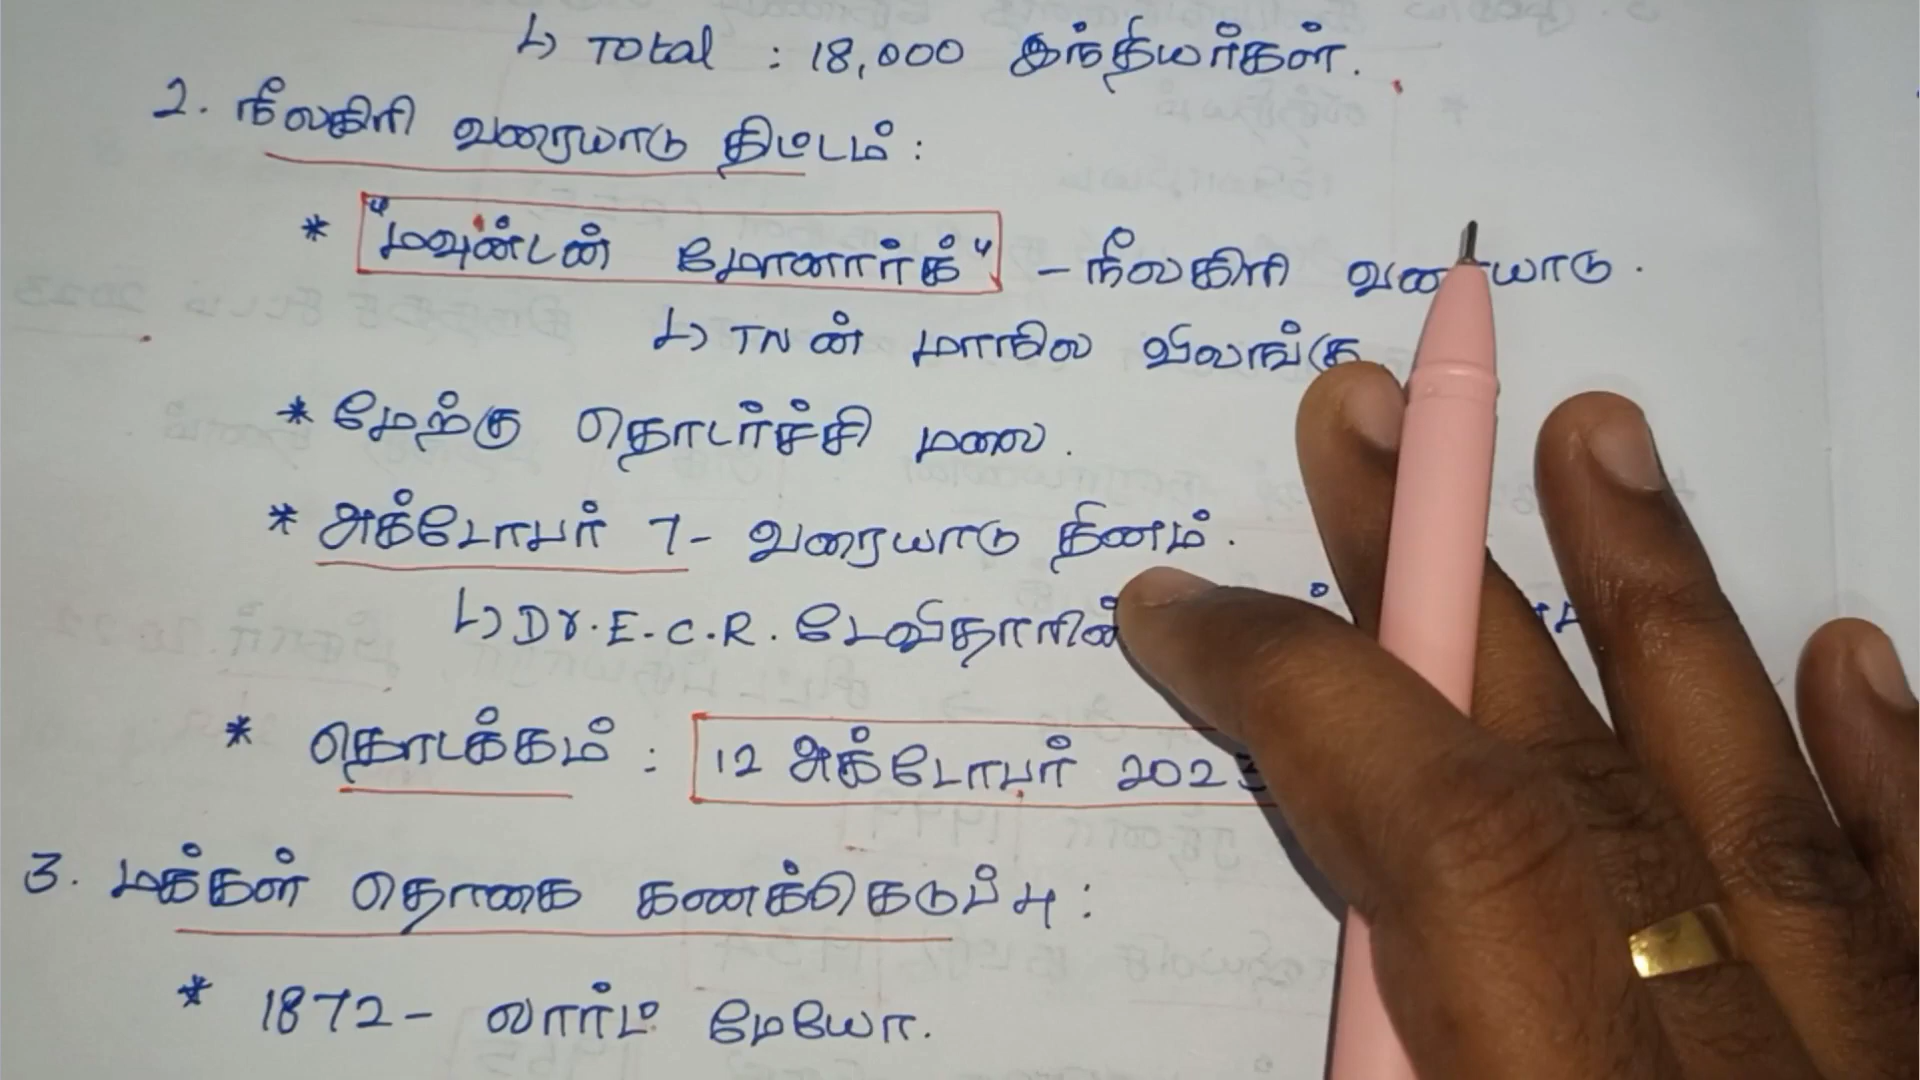 ↳ Total : 18,000 இந்தியர்கள்.
2. நீலகிரி வரையாடு திட்டம் :
* "மவுண்டன் மோனார்க்" - நீலகிரி வரையாடு.
↳ TN ன் மாநில விலங்கு
* மேற்கு தொடர்ச்சி மலை.
* அக்டோபர் 7 - வரையாடு தினம்.
↳ Dr. E. C. R. டேவிதாரின்
* தொடக்கம் : 12 அக்டோபர் 2023
3. மக்கள் தொகை கணக்கெடுப்பு :
* 1872 - லார்ட் மேயோ.